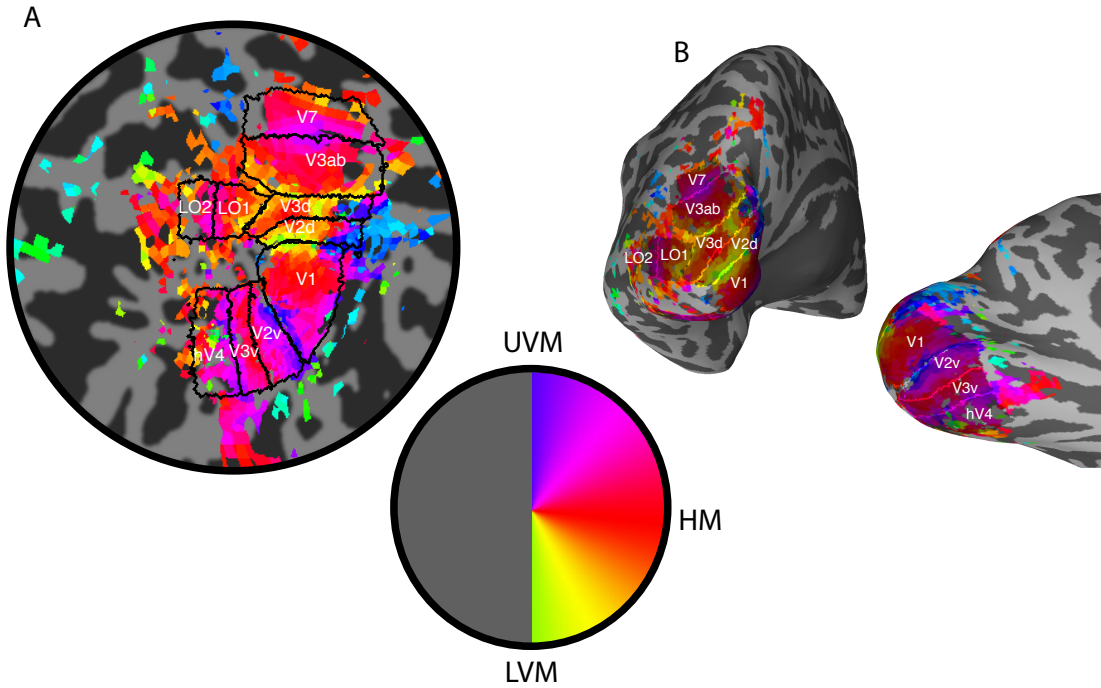 A
V7
V3ab
LO2
LO1
V3d
V2d
V1
V2v
V3v
hV4
B
V7
V3ab
V3d
V2d
LO2
LO1
V1
V1
V2v
V3v
hV4
UVM
HM
LVM